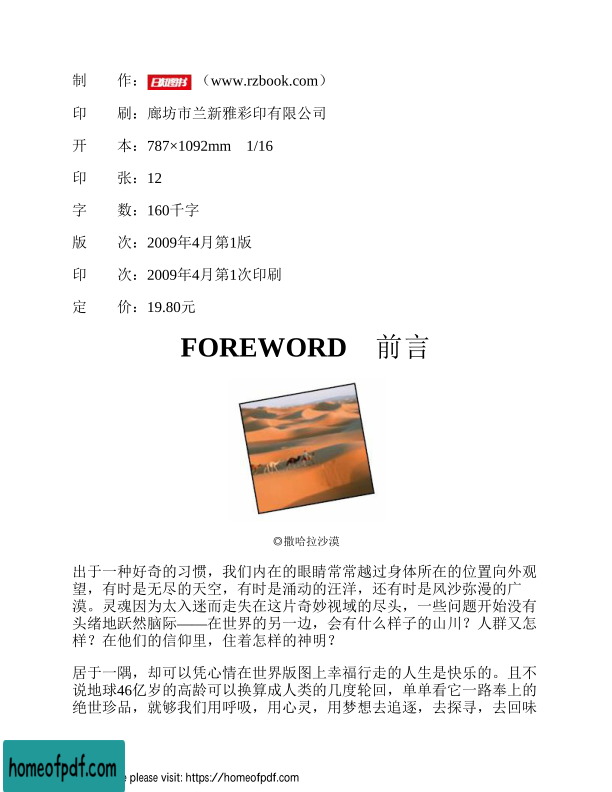 制　　作：日知图书 （www.rzbook.com）
印　　刷：廊坊市兰新雅彩印有限公司
开　　本：787×1092mm　1/16
印　　张：12
字　　数：160千字
版　　次：2009年4月第1版
印　　次：2009年4月第1次印刷
定　　价：19.80元
FOREWORD　前言
◎撒哈拉沙漠
出于一种好奇的习惯，我们内在的眼睛常常越过身体所在的位置向外观
望，有时是无尽的天空，有时是涌动的汪洋，还有时是风沙弥漫的广
漠。灵魂因为太入迷而走失在这片奇妙视域的尽头，一些问题开始没有
头绪地跃然脑际——在世界的另一边，会有什么样子的山川？人群又怎
样？在他们的信仰里，住着怎样的神明？
居于一隅，却可以凭心情在世界版图上幸福行走的人生是快乐的。且不
说地球46亿岁的高龄可以换算成人类的几度轮回，单单看它一路奉上的
绝世珍品，就够我们用呼吸，用心灵，用梦想去追逐，去探寻，去回味
homeofpdf.com
e please visit: https://homeofpdf.com